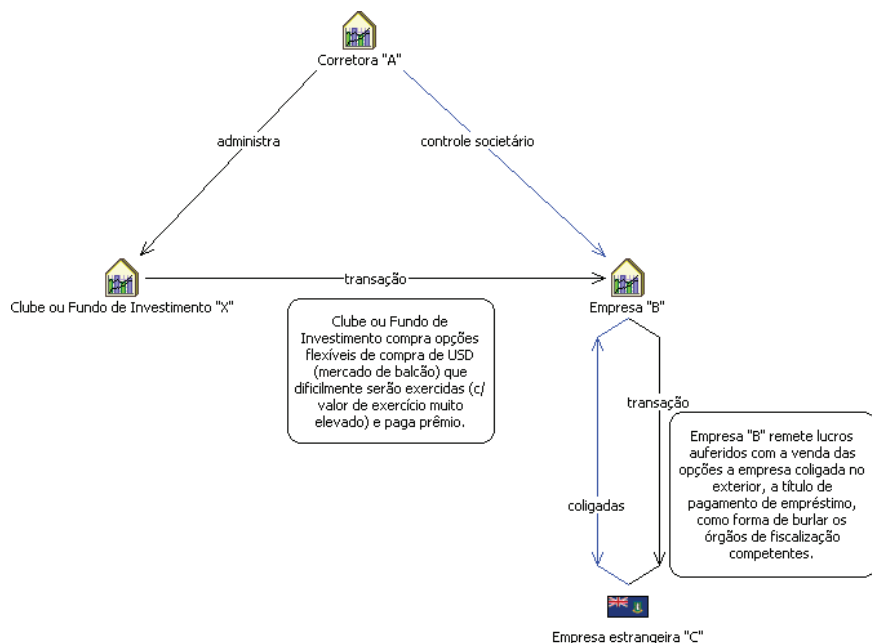 Corretora "A"
administra
controle societário
Clube ou Fundo de Investimento "X"
transação
Empresa "B"
Clube ou Fundo de
Investimento compra opções
flexíveis de compra de USD
(mercado de balcão) que
dificilmente serão exercidas (c/
valor de exercício muito
elevado) e paga prêmio.
transação
Empresa "B" remete lucros
auferidos com a venda das
opções a empresa coligada no
exterior, a título de
pagamento de empréstimo,
como forma de burlar os
órgãos de fiscalização
competentes.
coligadas
Empresa estrangeira "C"